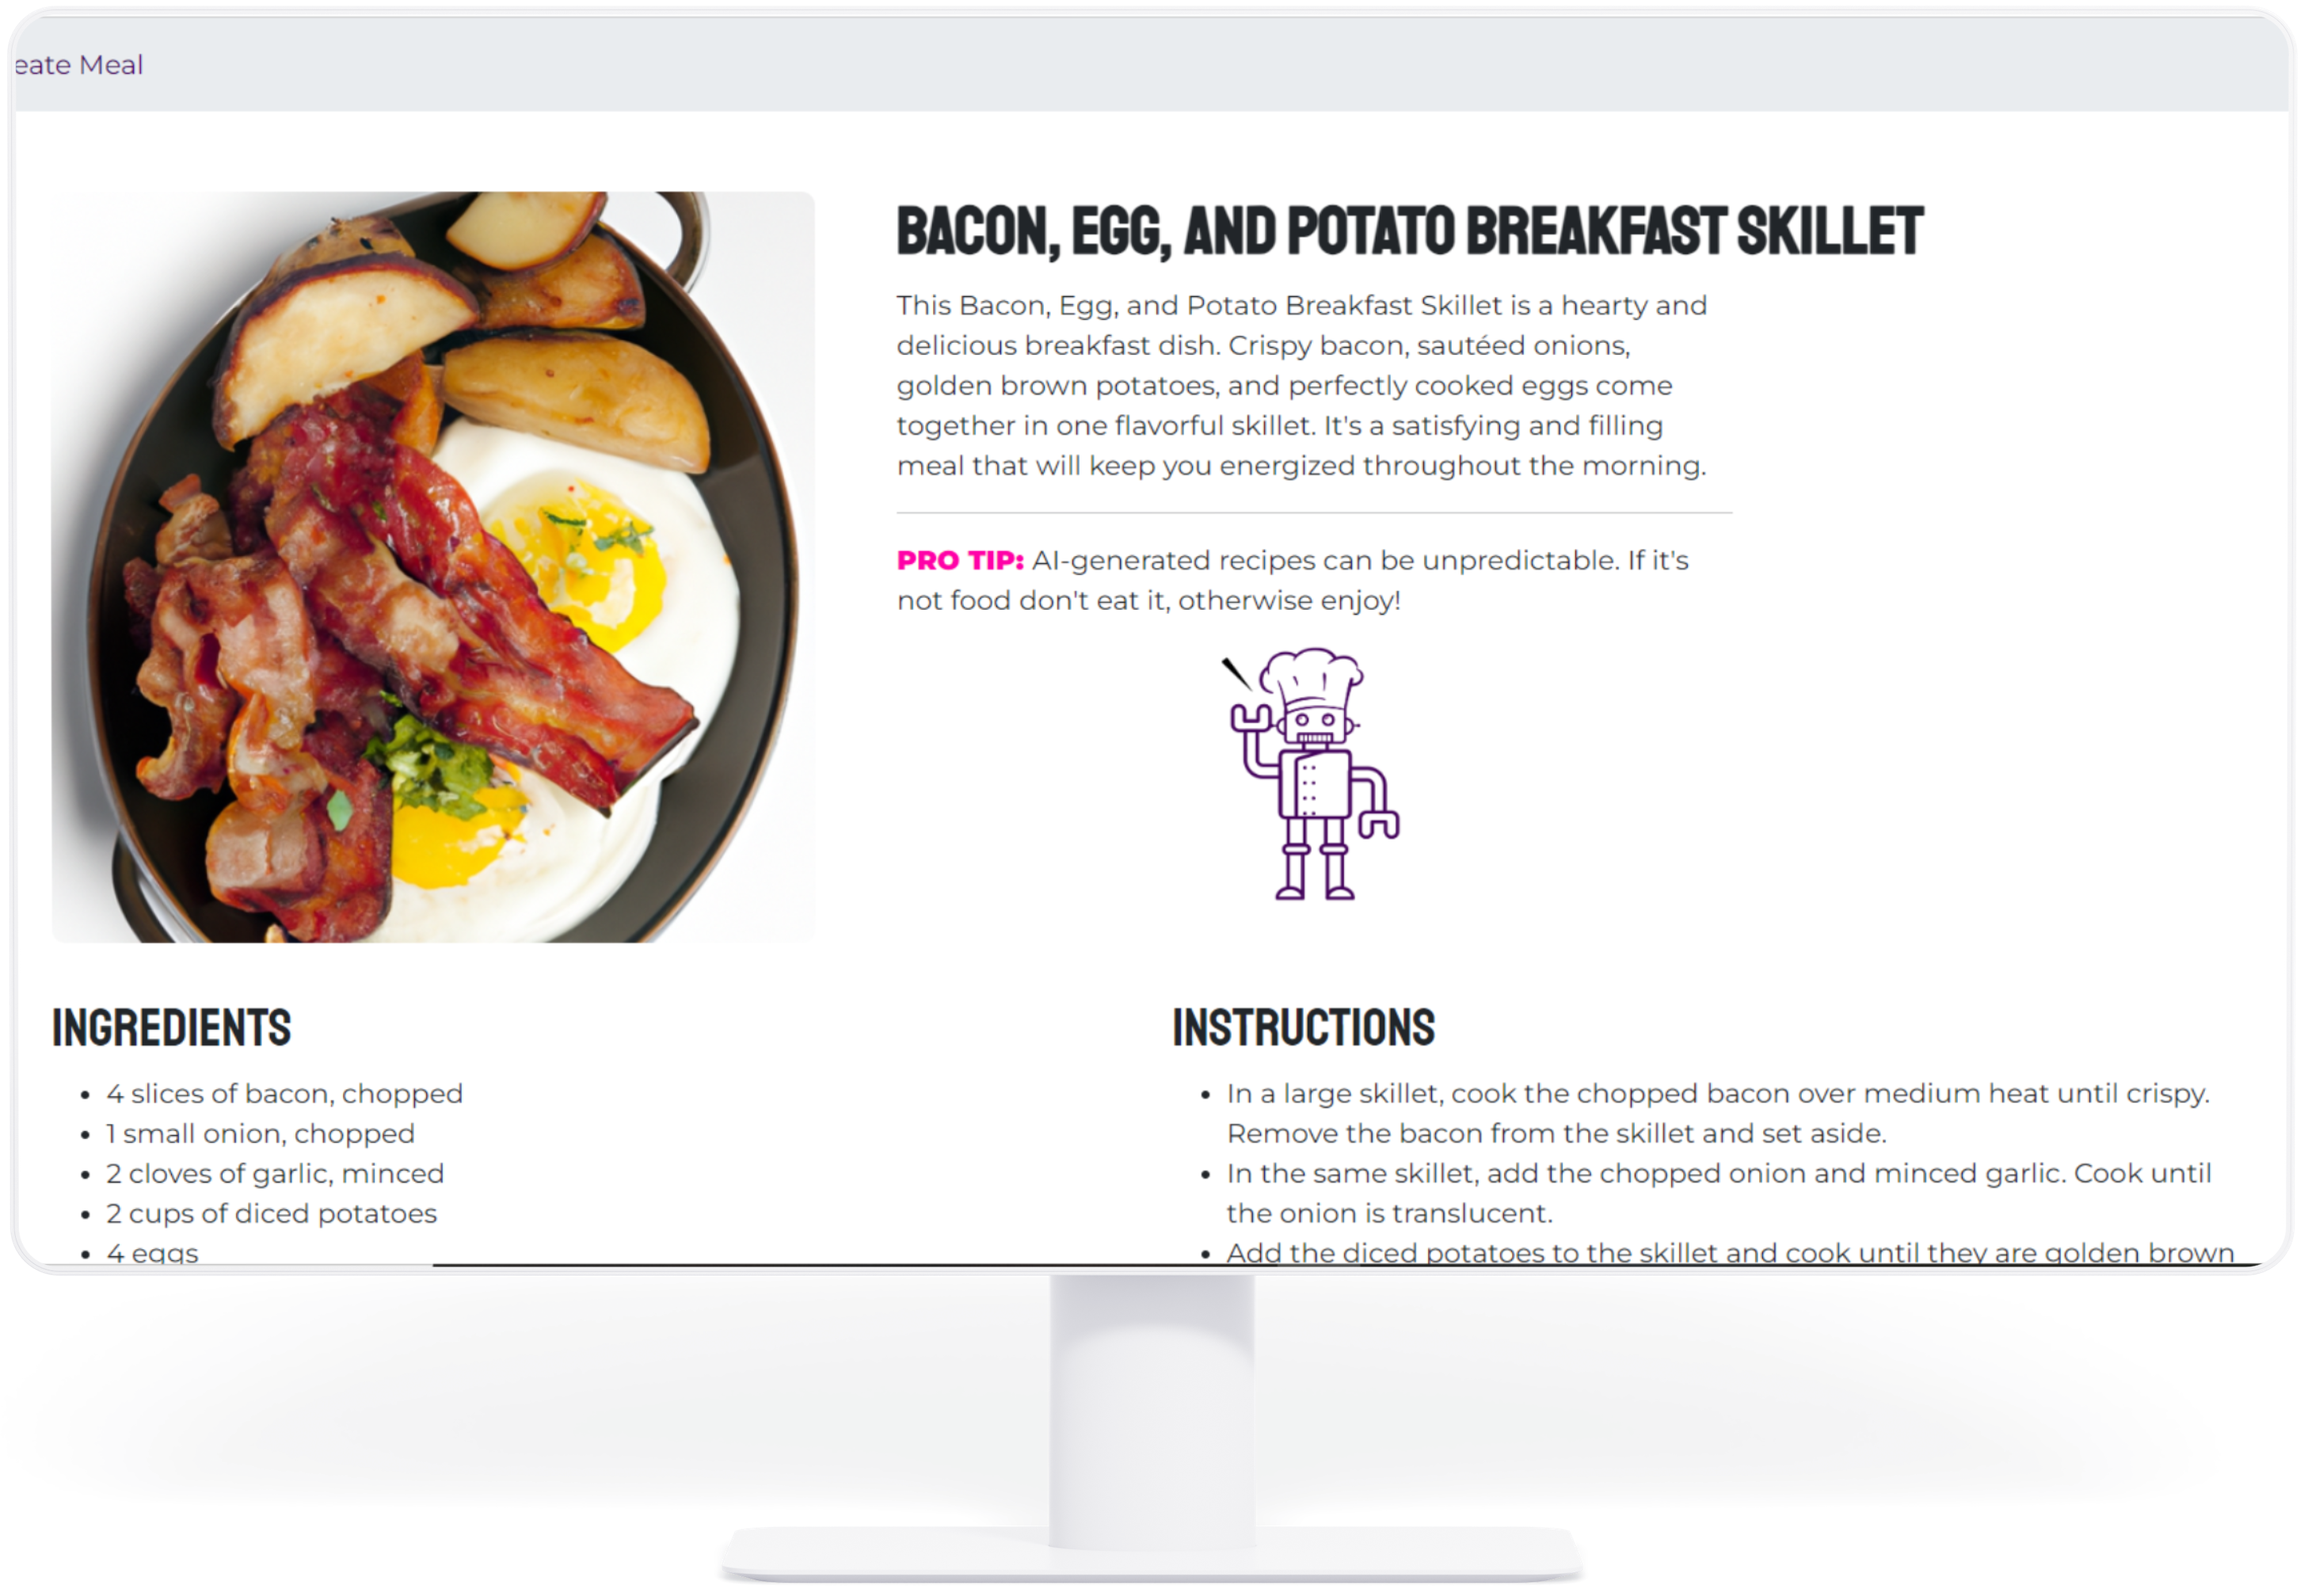 eate Meal
BACON, EGG, AND POTATO BREAKFAST SKILLET
This Bacon, Egg, and Potato Breakfast Skillet is a hearty and
delicious breakfast dish. Crispy bacon, sautéed onions,
golden brown potatoes, and perfectly cooked eggs come
together in one flavorful skillet. It's a satisfying and filling
meal that will keep you energized throughout the morning.
PRO TIP: AI-generated recipes can be unpredictable. If it's
not food don't eat it, otherwise enjoy!
INGREDIENTS
• 4 slices of bacon, chopped
• 1 small onion, chopped
• 2 cloves of garlic, minced
• 2 cups of diced potatoes
• 4 eggs
INSTRUCTIONS
• In a large skillet, cook the chopped bacon over medium heat until crispy.
Remove the bacon from the skillet and set aside.
• In the same skillet, add the chopped onion and minced garlic. Cook until
the onion is translucent.
• Add the diced potatoes to the skillet and cook until they are golden brown